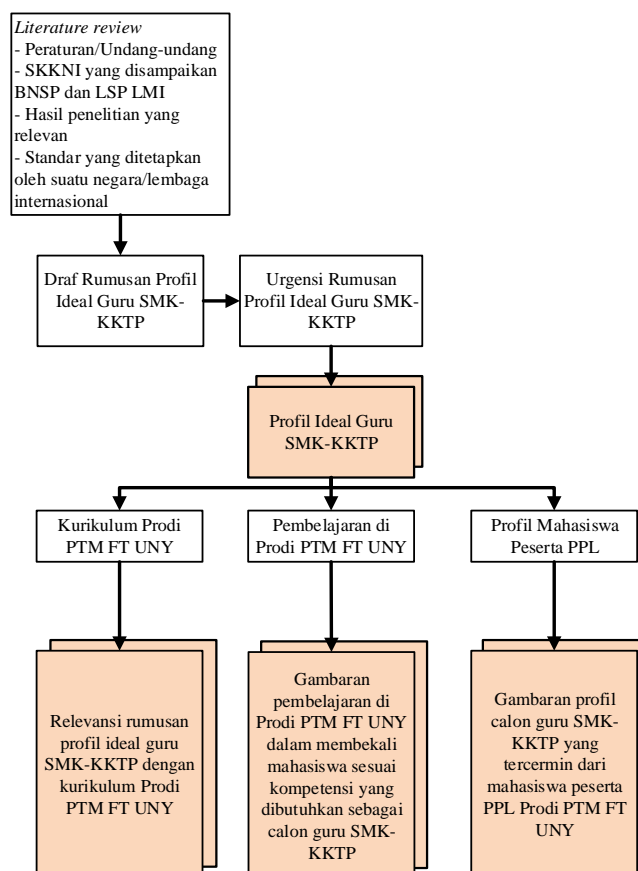 Literature review
- Peraturan/Undang-undang
- SKKNI yang disampaikan
BNSP dan LSP LMI
- Hasil penelitian yang
relevan
- Standar yang ditetapkan
oleh suatu negara/lembaga
internasional
Draf Rumusan Profil
Ideal Guru SMK-
KKTP
Urgensi Rumusan
Profil Ideal Guru SMK-
KKTP
Profil Ideal Guru
SMK-KKTP
Kurikulum Prodi
PTM FT UNY
Pembelajaran di
Prodi PTM FT UNY
Profil Mahasiswa
Peserta PPL
Relevansi rumusan
profil ideal guru
SMK-KKTP dengan
kurikulum Prodi
PTM FT UNY
Gambaran
pembelajaran di
Prodi PTM FT UNY
dalam membekali
mahasiswa sesuai
kompetensi yang
dibutuhkan sebagai
calon guru SMK-
KKTP
Gambaran profil
calon guru SMK-
KKTP yang
tercermin dari
mahasiswa peserta
PPL Prodi PTM FT
UNY